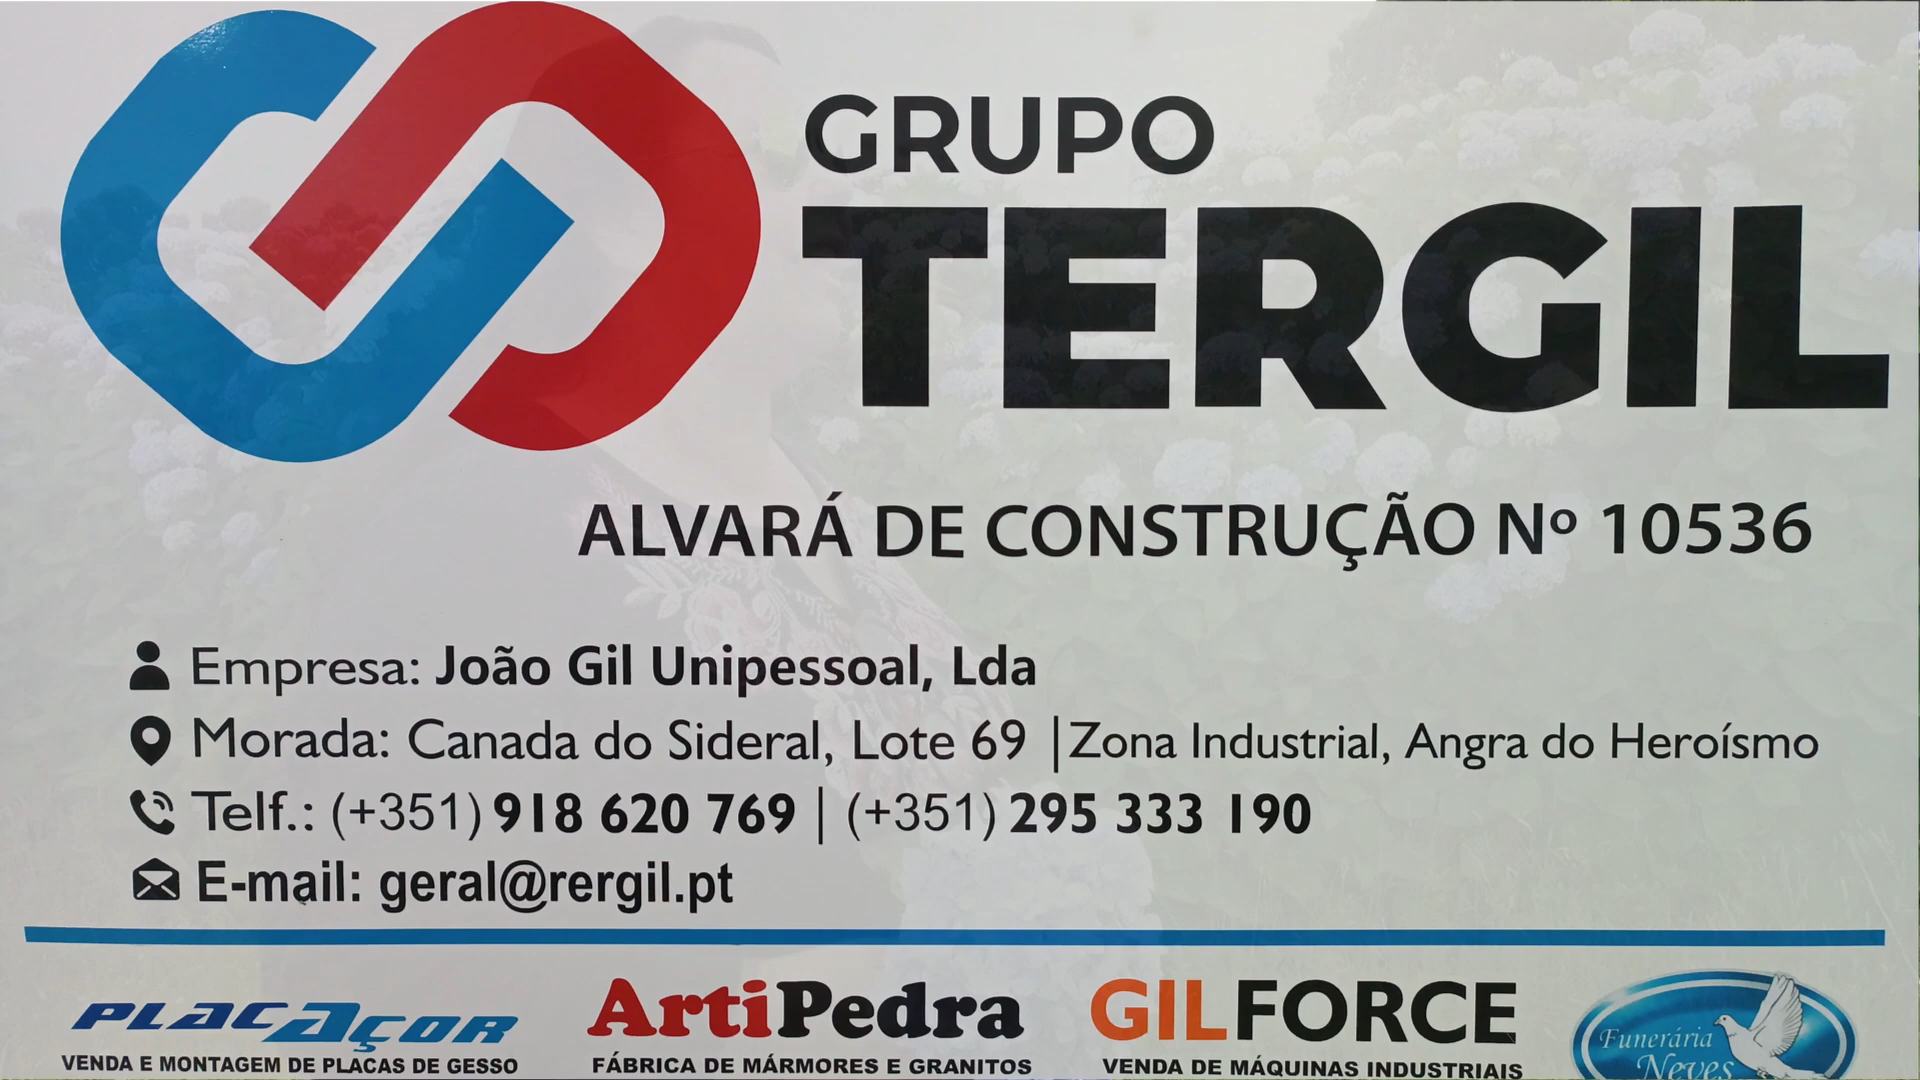 GRUPO
TERGIL
ALVARÁ DE CONSTRUÇÃO Nº 10536
Empresa: João Gil Unipessoal, Lda
Morada: Canada do Sideral, Lote 69 | Zona Industrial, Angra do Heroísmo
Telf.: (+351) 918 620 769 | (+351) 295 333 190
E-mail: geral@rergil.pt
PLACAÇOR
VENDA E MONTAGEM DE PLACAS DE GESSO
ArtiPedra
FÁBRICA DE MÁRMORES E GRANITOS
GILFORCE
VENDA DE MÁQUINAS INDUSTRIAIS
Funerária
Neves